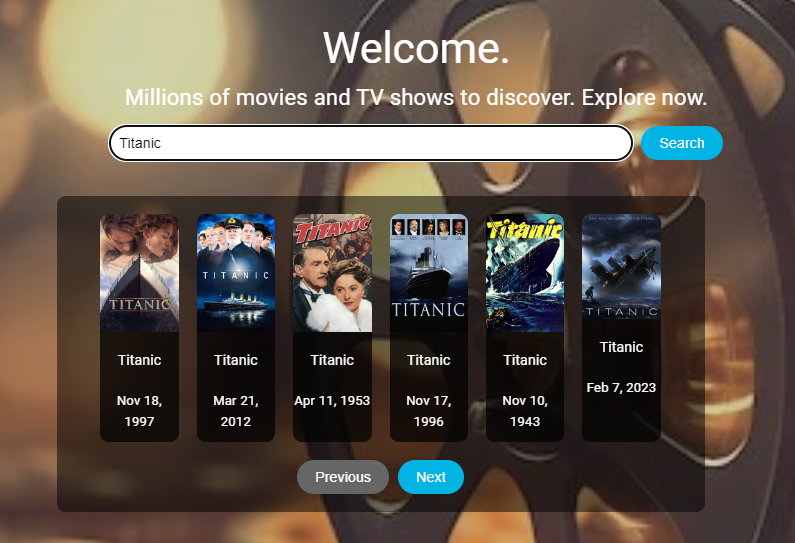 Welcome.
Millions of movies and TV shows to discover. Explore now.
Titanic
Search
TITANIC
TITANIC
TITANIC
TITANIC
Titanic
TITANIC
Titanic
Titanic
Titanic
Titanic
Titanic
Titanic
Nov 18,
1997
Mar 21,
2012
Apr 11, 1953
Nov 17,
1996
Nov 10,
1943
Feb 7, 2023
Previous
Next